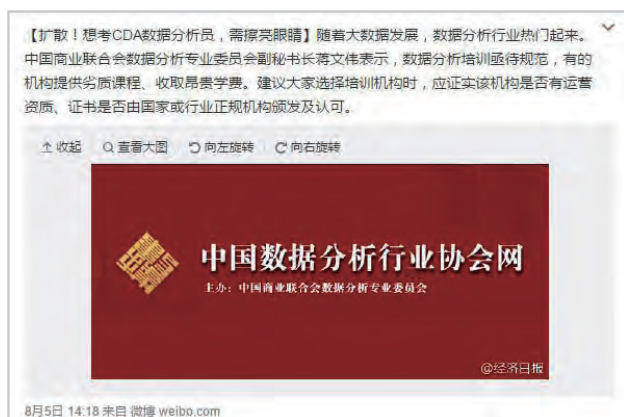 【扩散！想考CDA数据分析员，需擦亮眼睛】随着大数据发展，数据分析行业热门起来。
中国商业联合会数据分析专业委员会副秘书长蒋文伟表示，数据分析培训亟待规范，有的
机构提供劣质课程、收取昂贵学费。建议大家选择培训机构时，应证实该机构是否有运营
资质、证书是否由国家或行业正规机构颁发及认可。
收起 查看大图 向左旋转 向右旋转
中国数据分析行业协会网
主办：中国商业联合会数据分析专业委员会
@经济日报
8月5日 14:18 来自 微博 weibo.com